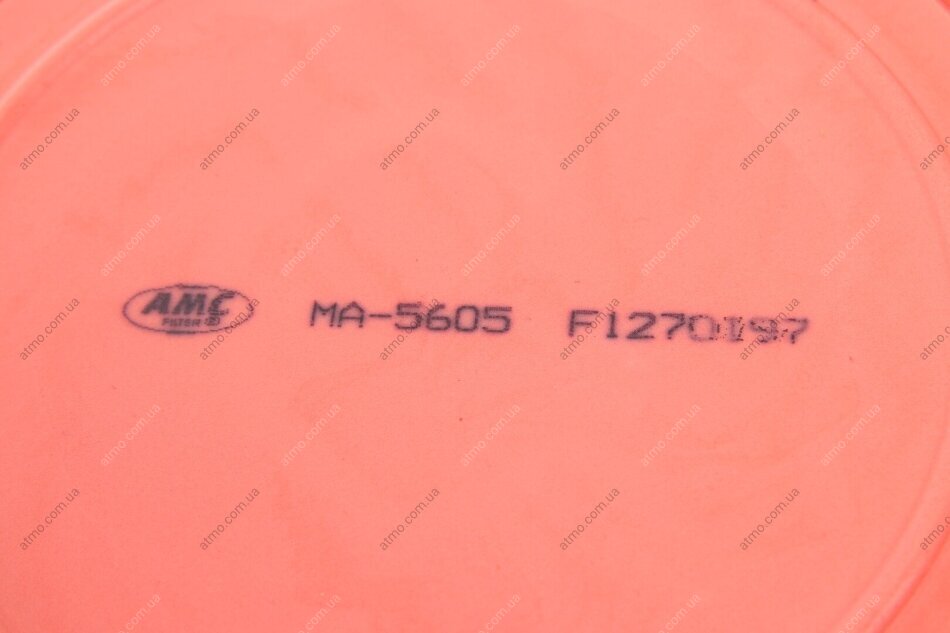 AMC
FILTER ®
MA-5605 F1270197
atmo.com.ua